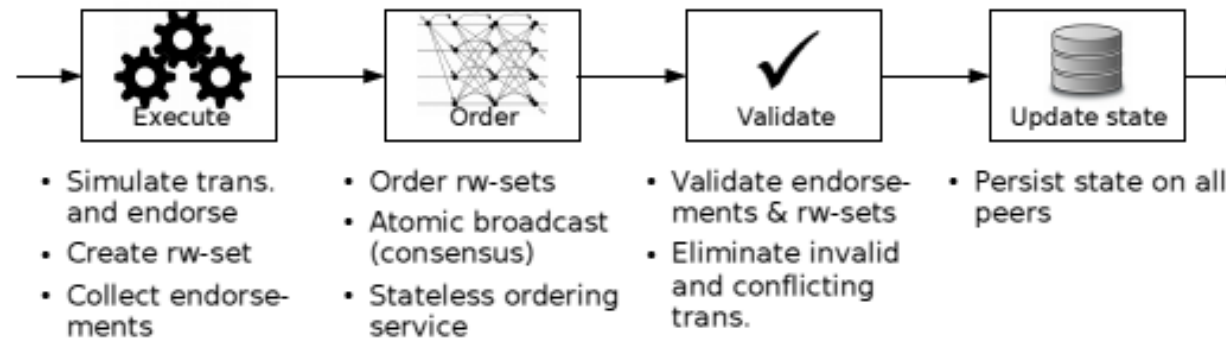 Execute
Order
Validate
Update state
• Simulate trans.
and endorse
• Create rw-set
• Collect endorse-
ments
• Order rw-sets
• Atomic broadcast
(consensus)
• Stateless ordering
service
• Validate endorse-
ments & rw-sets
• Eliminate invalid
and conflicting
trans.
• Persist state on all
peers